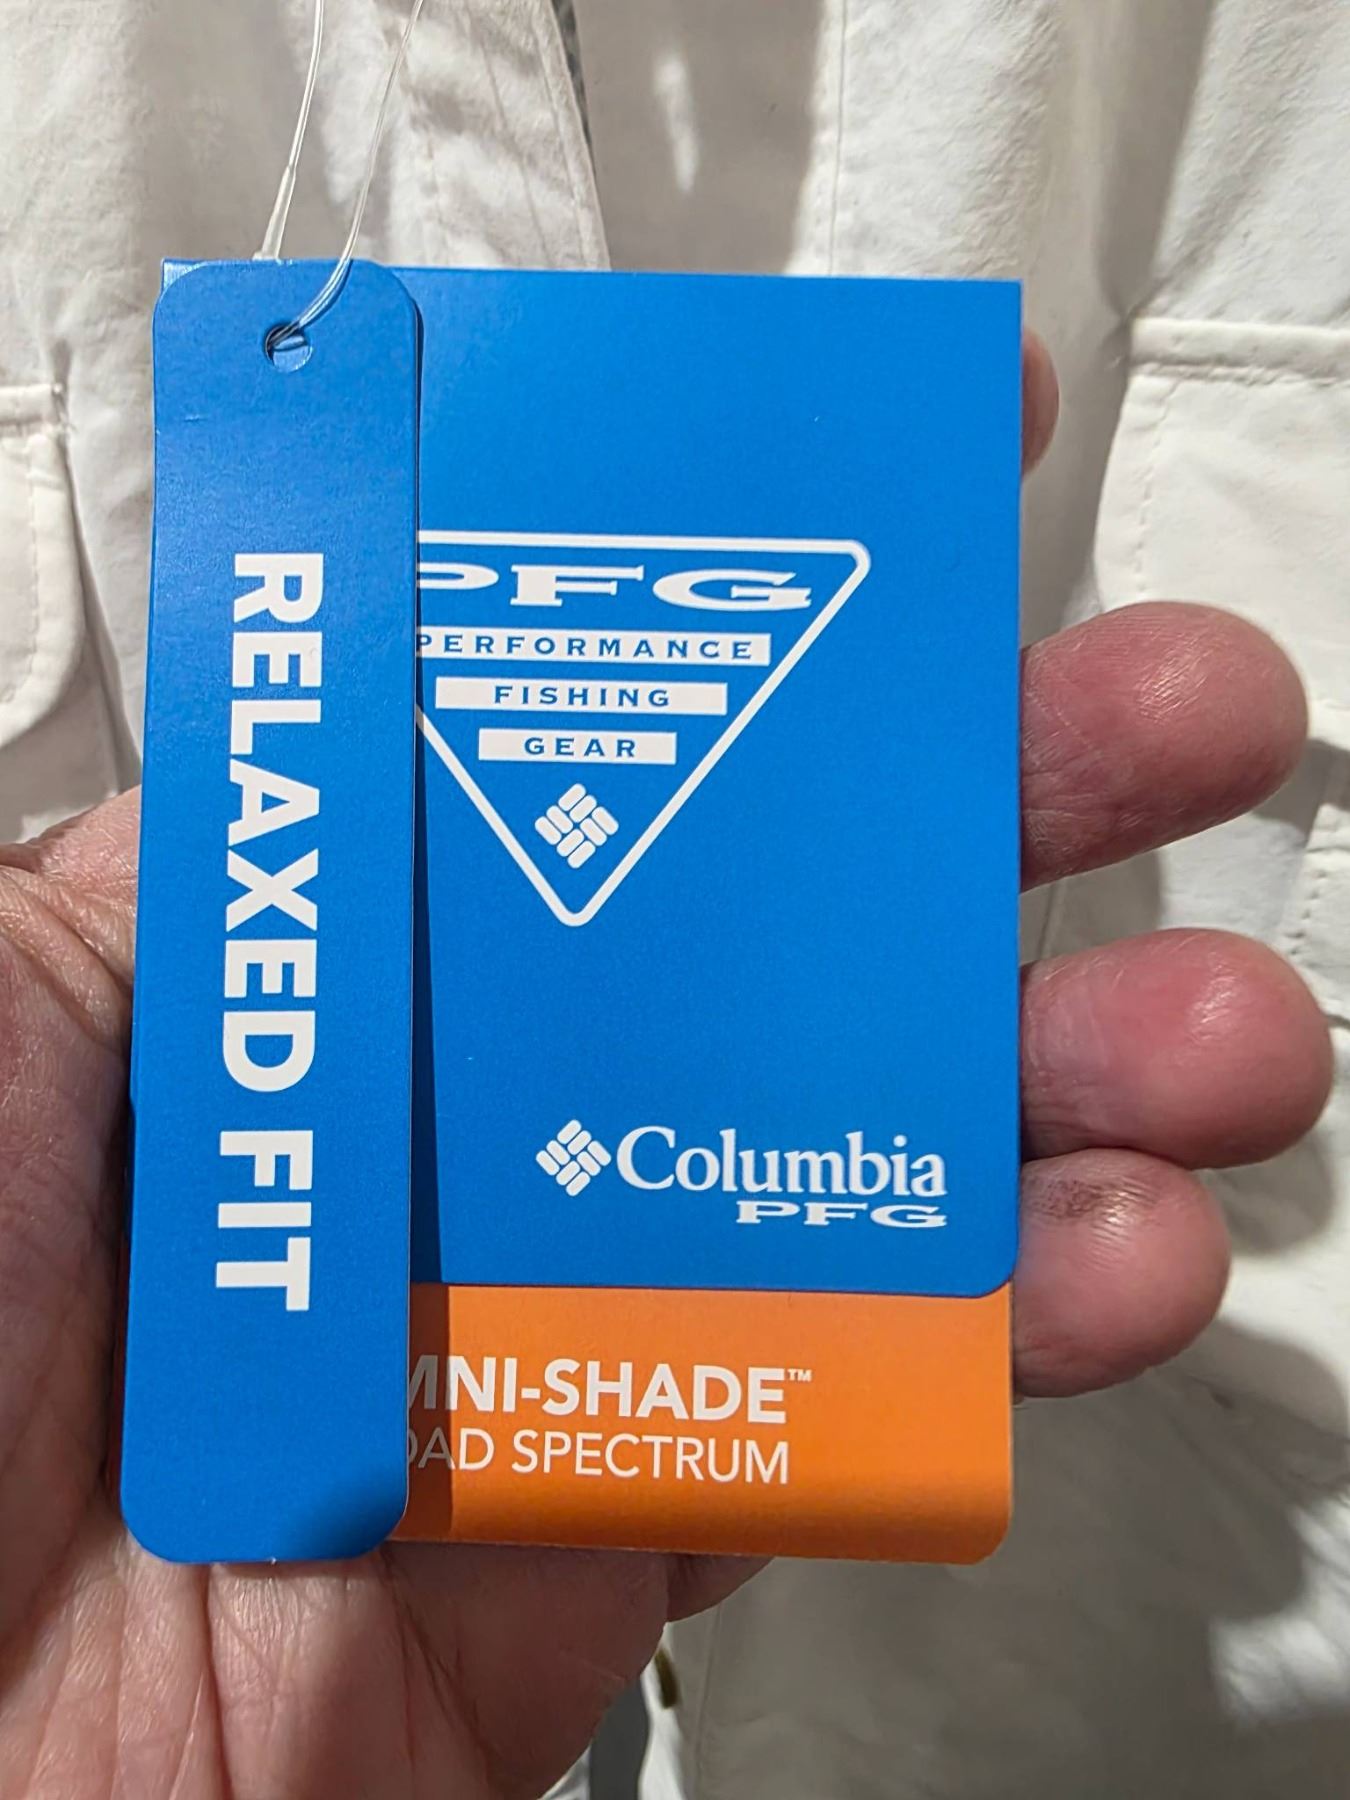 RELAXED FIT
PFG
PERFORMANCE
FISHING
GEAR
Columbia
PFG
MNI-SHADE™
OAD SPECTRUM